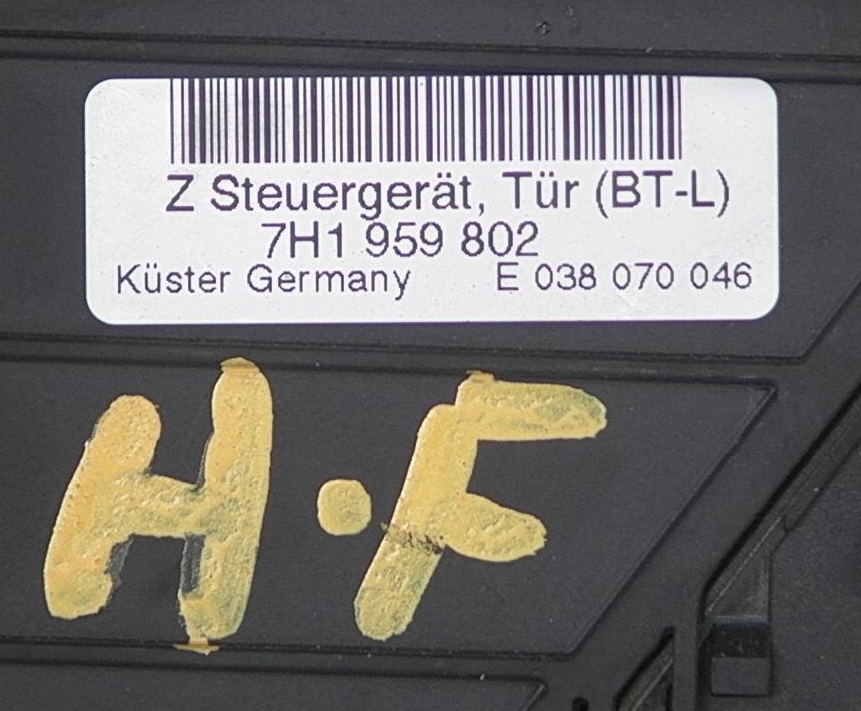 Z Steuergerät, Tür (BT-L)
7H1 959 802
Küster Germany E 038 070 046
H·F